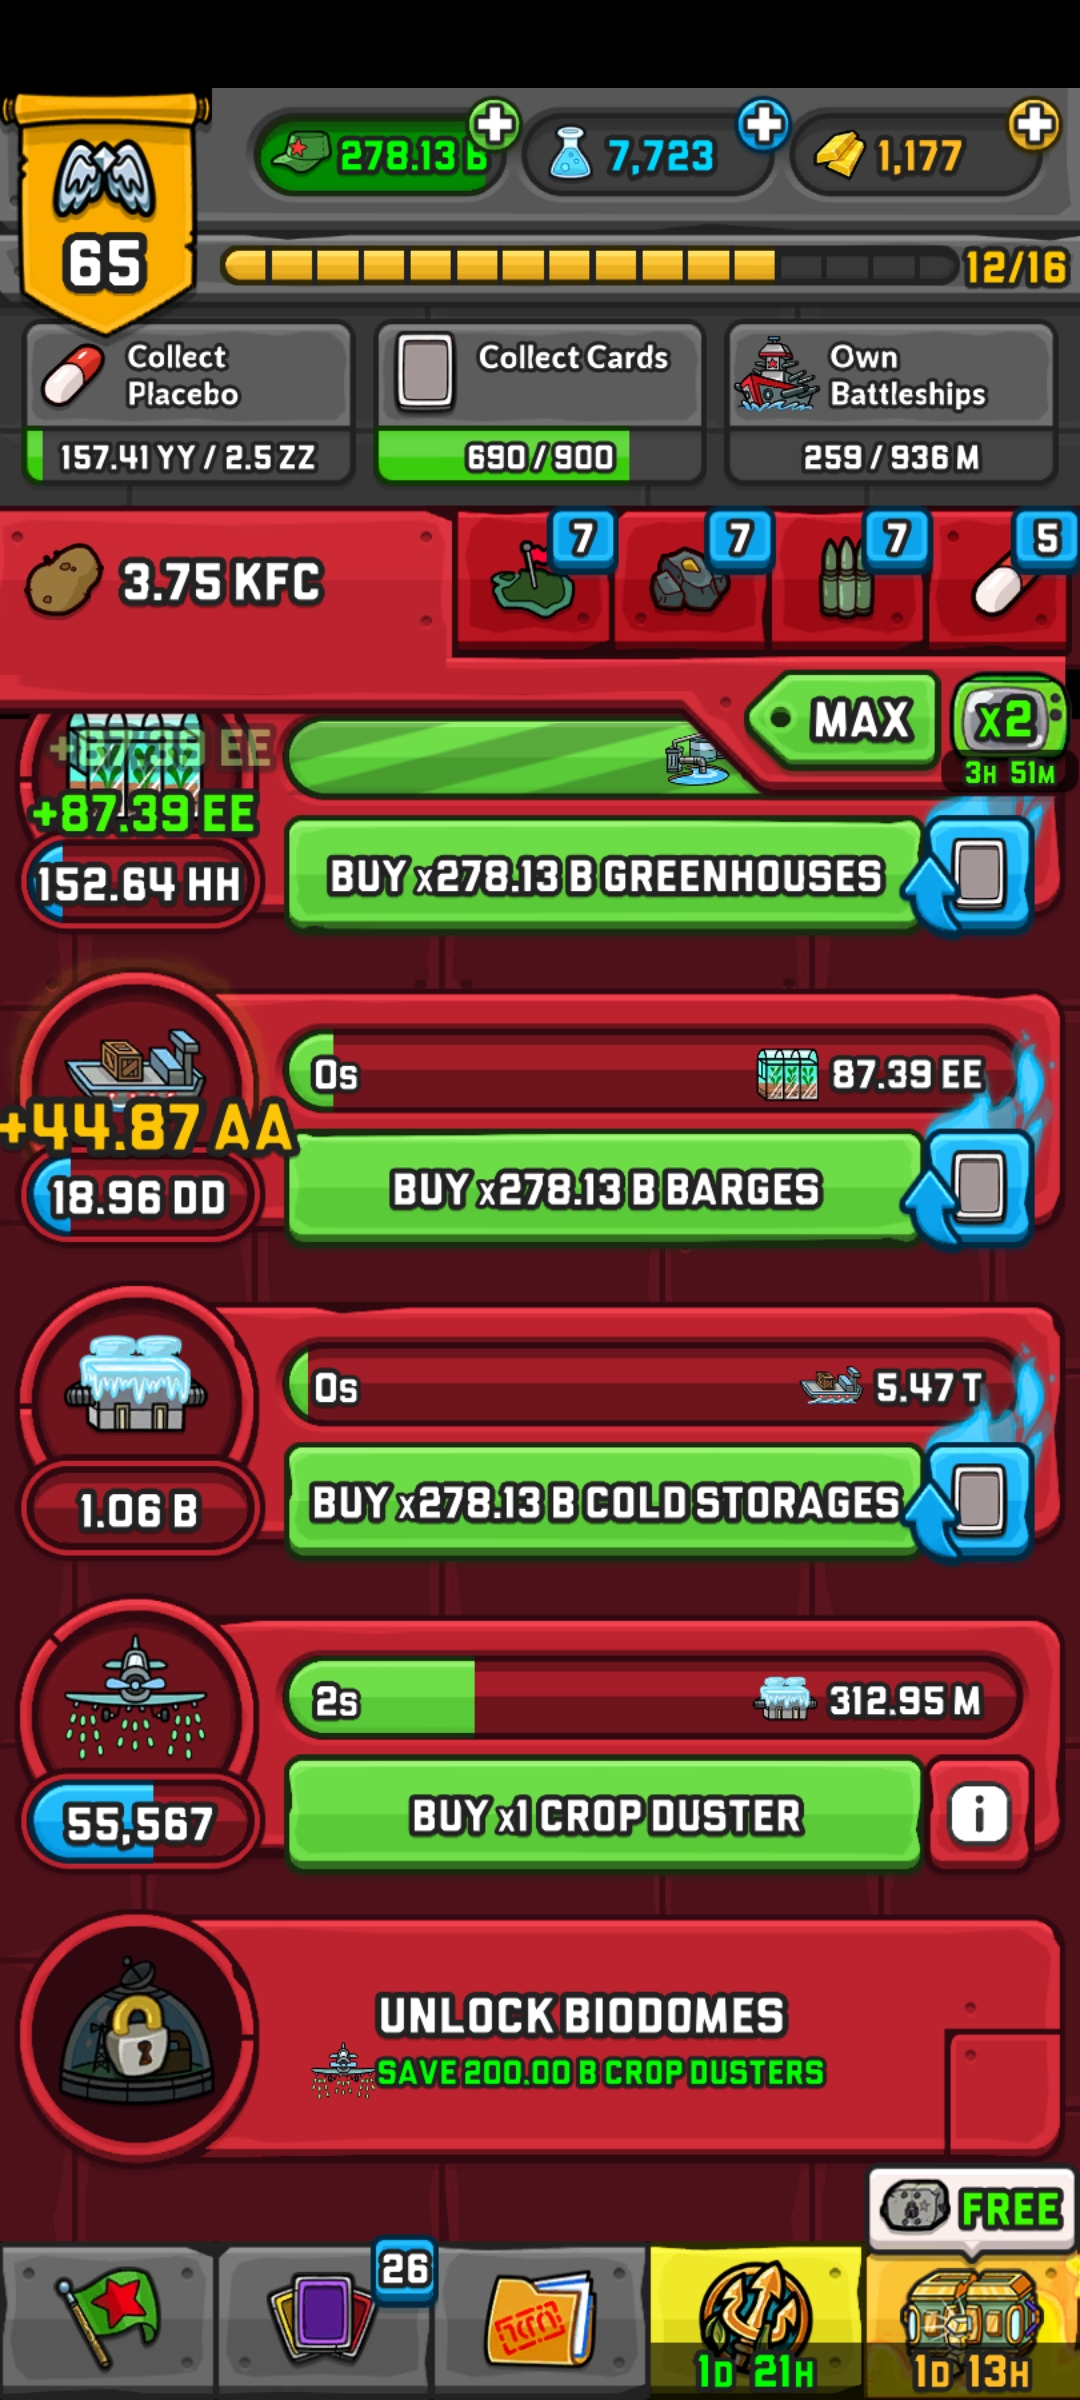 278.13 B
7,723
1,177
65
12/16
Collect
Placebo
157.41 YY / 2.5 ZZ
Collect Cards
690/900
Own
Battleships
259/936 M
3.75 KFC
7
7
7
5
MAX
x2
3H 51M
+87.39 EE
+87.39 EE
152.64 HH
BUY x278.13 B GREENHOUSES
0s
87.39 EE
+44.87 AA
18.96 DD
BUY x278.13 B BARGES
0s
5.47 T
1.06 B
BUY x278.13 B COLD STORAGES
2s
312.95 M
55,567
BUY x1 CROP DUSTER
i
UNLOCK BIODOMES
SAVE 200.00 B CROP DUSTERS
FREE
26
1D 21H
1D 13H